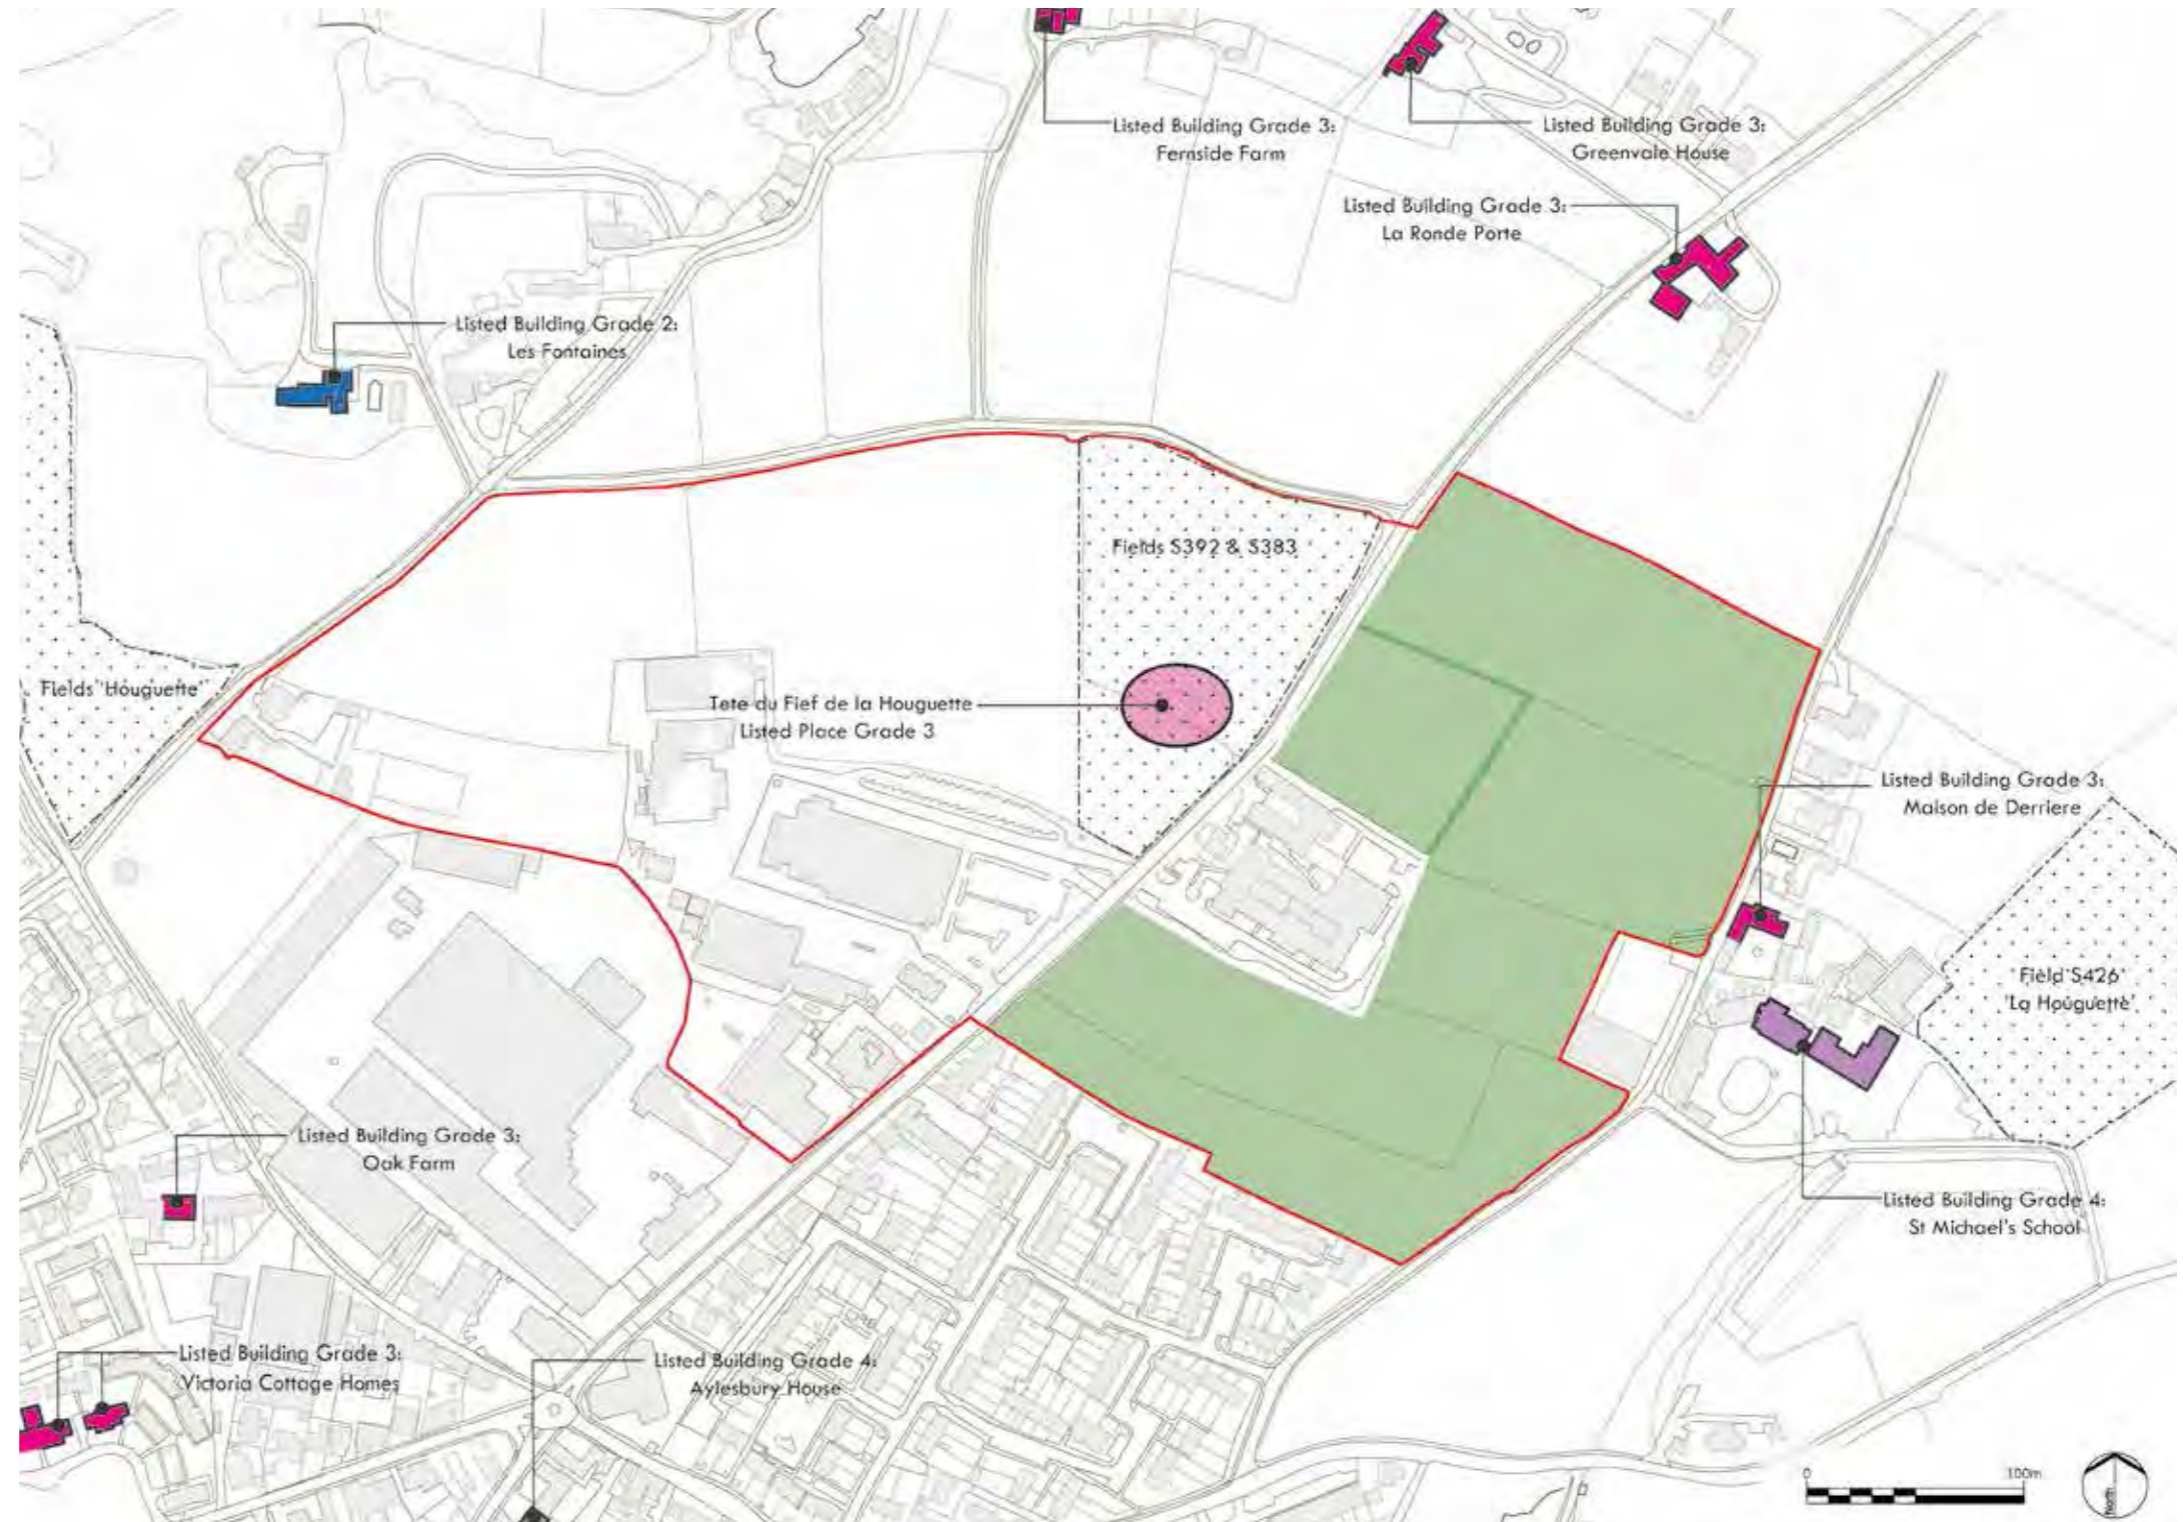 Listed Building Grade 3:
Fernside Farm
Listed Building Grade 3:
Greenvale House
Listed Building Grade 3:
La Ronde Porte
Listed Building Grade 2:
Les Fontaines
Fields S392 & S383
Fields 'Houguette'
Tete du Fief de la Houguette
Listed Place Grade 3
Listed Building Grade 3:
Maison de Derriere
Field S426
'La Houguette'
Listed Building Grade 3:
Oak Farm
Listed Building Grade 4:
St Michael's School
Listed Building Grade 3:
Victoria Cottage Homes
Listed Building Grade 4:
Aylesbury House
0 100m
North